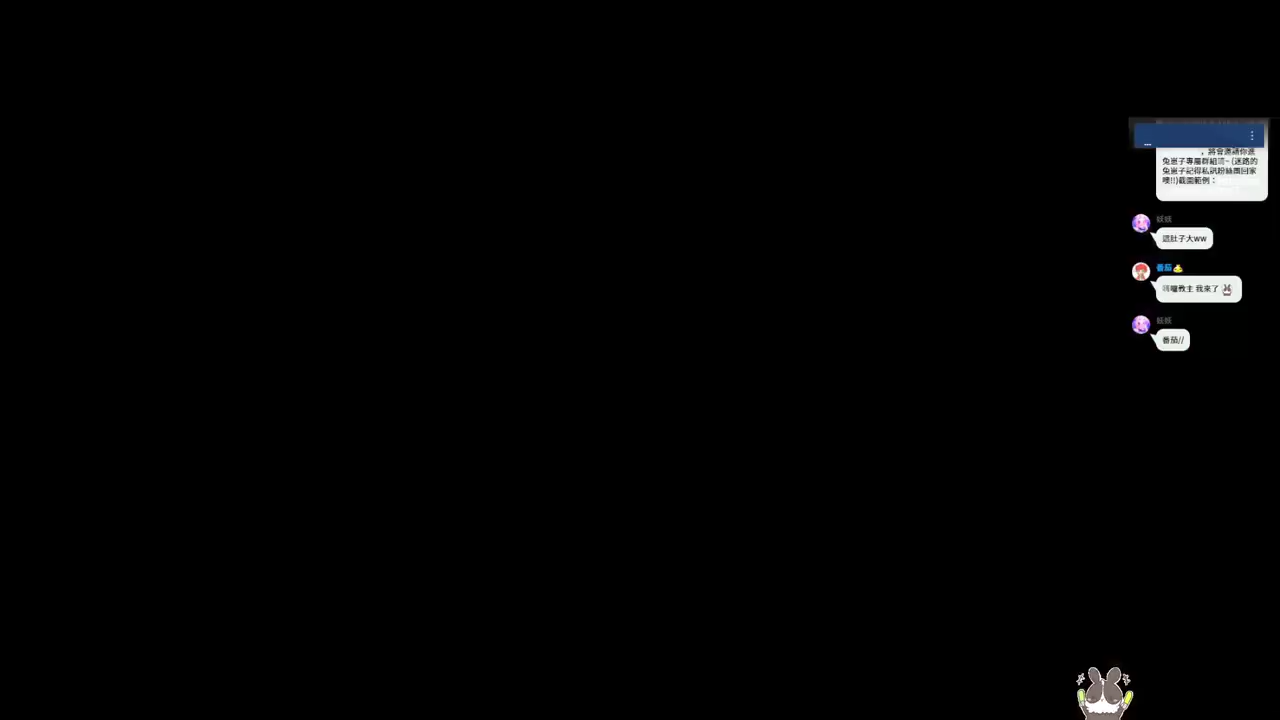 ，將會邀請你進
兔崽子專屬群組唷~ (迷路的
兔崽子記得私訊粉絲團回家
噢!!)截圖範例：
這肚子大ww
番茄
教主 我來了
番茄//